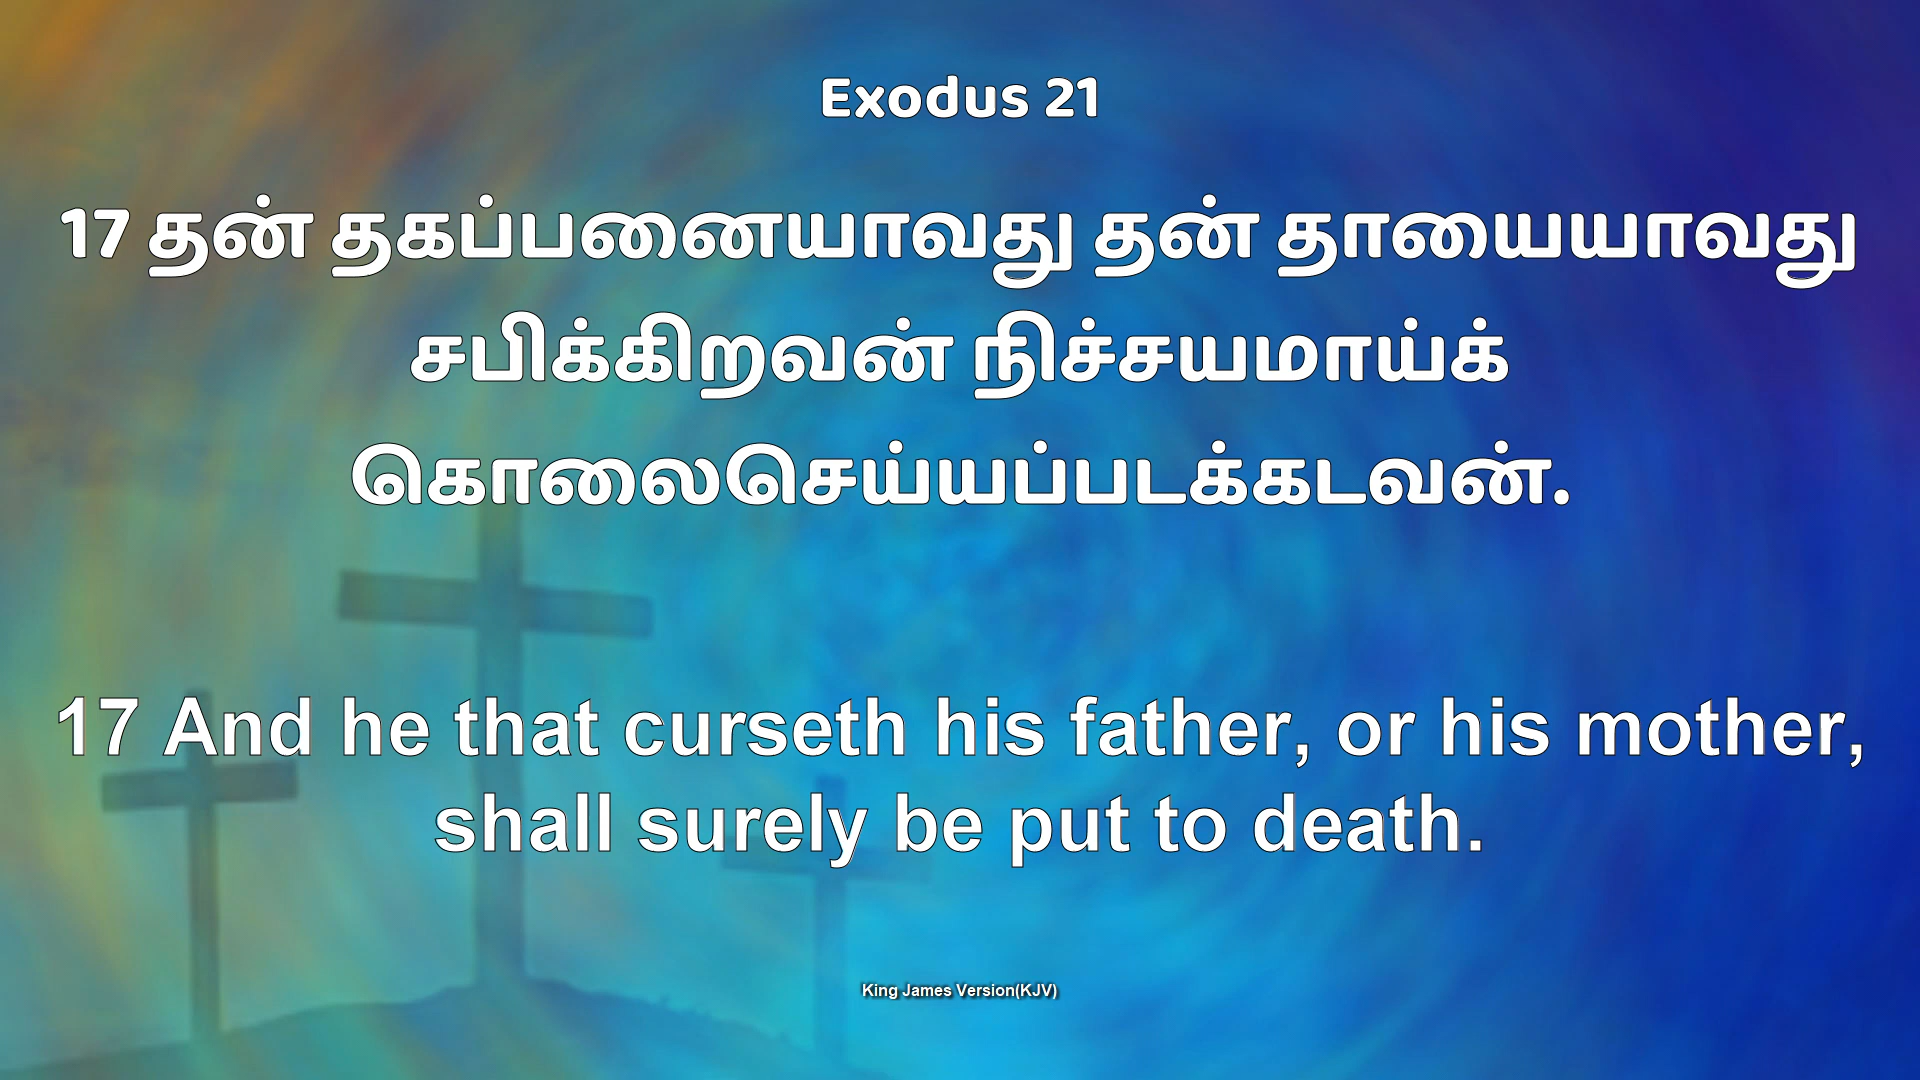 Exodus 21
17 தன் தகப்பனையாவது தன் தாயையாவது
சபிக்கிறவன் நிச்சயமாய்க்
கொலைசெய்யப்படக்கடவன்.
17 And he that curseth his father, or his mother,
shall surely be put to death.
King James Version(KJV)